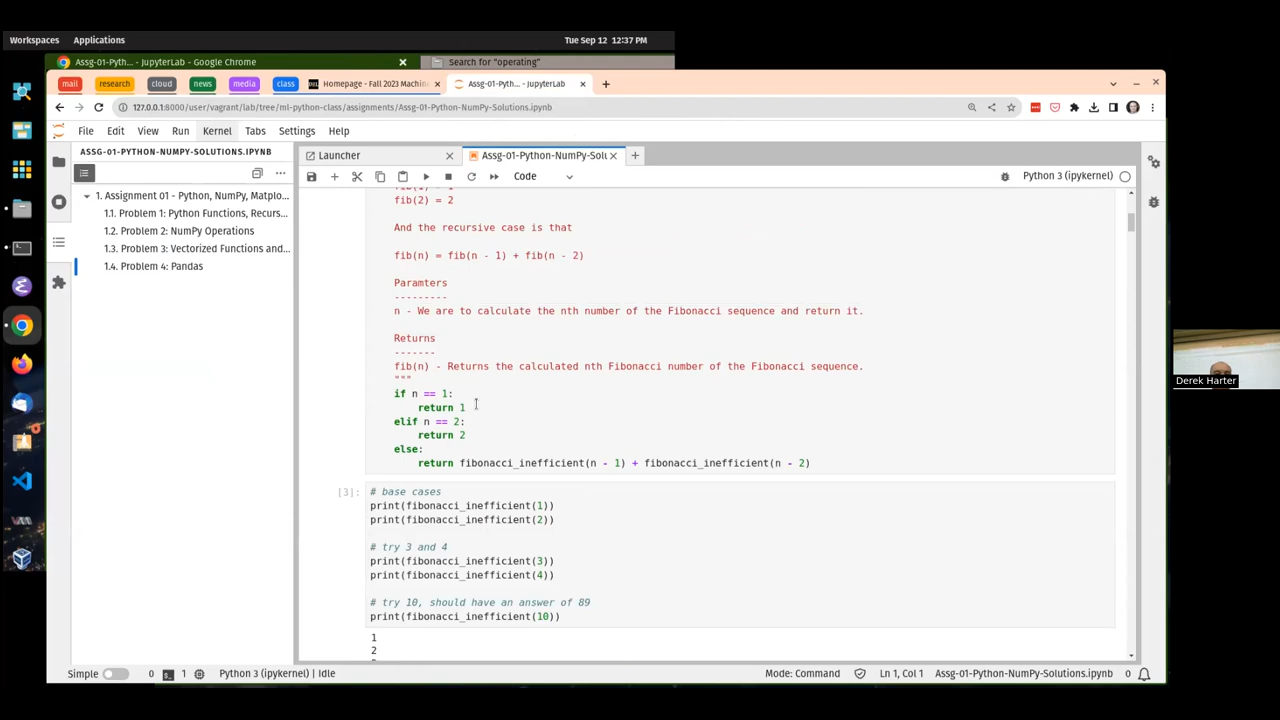 Workspaces Applications Tue Sep 12 12:37 PM
Assg-01-Pyth... - JupyterLab - Google Chrome search for "operating"
mail research cloud news media class Homepage - Fall 2023 Machin Assg-01-Pyth... - JupyterLab
127.0.0.1:8000/user/vagrant/lab/tree/ml-python-class/assignments/Assg-01-Python-NumPy-Solutions.ipynb
File Edit View Run Kernel Tabs Settings Help
ASSG-01-PYTHON-NUMPY-SOLUTIONS.IPYNB
Launcher Assg-01-Python-NumPy-Solu
Code Python 3 (ipykernel)
1. Assignment 01 - Python, NumPy, Matplo...
1.1. Problem 1: Python Functions, Recurs...
1.2. Problem 2: NumPy Operations
1.3. Problem 3: Vectorized Functions and...
1.4. Problem 4: Pandas
fib(1) = 1
fib(2) = 2
And the recursive case is that
fib(n) = fib(n - 1) + fib(n - 2)
Paramters
---------
n - We are to calculate the nth number of the Fibonacci sequence and return it.
Returns
-------
fib(n) - Returns the calculated nth Fibonacci number of the Fibonacci sequence.
"""
if n == 1:
return 1
elif n == 2:
return 2
else:
return fibonacci_inefficient(n - 1) + fibonacci_inefficient(n - 2)
[3]: # base cases
print(fibonacci_inefficient(1))
print(fibonacci_inefficient(2))
# try 3 and 4
print(fibonacci_inefficient(3))
print(fibonacci_inefficient(4))
# try 10, should have an answer of 89
print(fibonacci_inefficient(10))
1
2
Derek Harter
Simple 0 1 Python 3 (ipykernel) | Idle Mode: Command Ln 1, Col 1 Assg-01-Python-NumPy-Solutions.ipynb 0